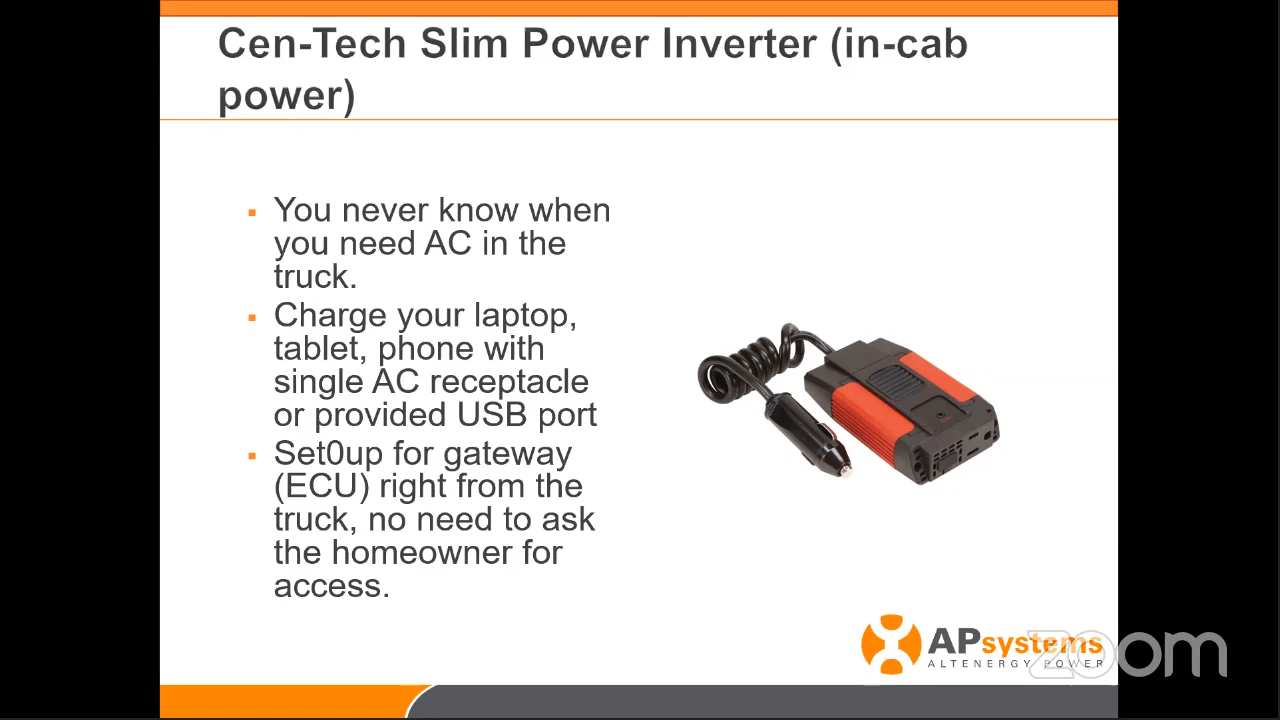 Cen-Tech Slim Power Inverter (in-cab
power)
▪ You never know when
you need AC in the
truck.
▪ Charge your laptop,
tablet, phone with
single AC receptacle
or provided USB port
▪ Set0up for gateway
(ECU) right from the
truck, no need to ask
the homeowner for
access.
APsystems
ALTENERGY POWER
zoom